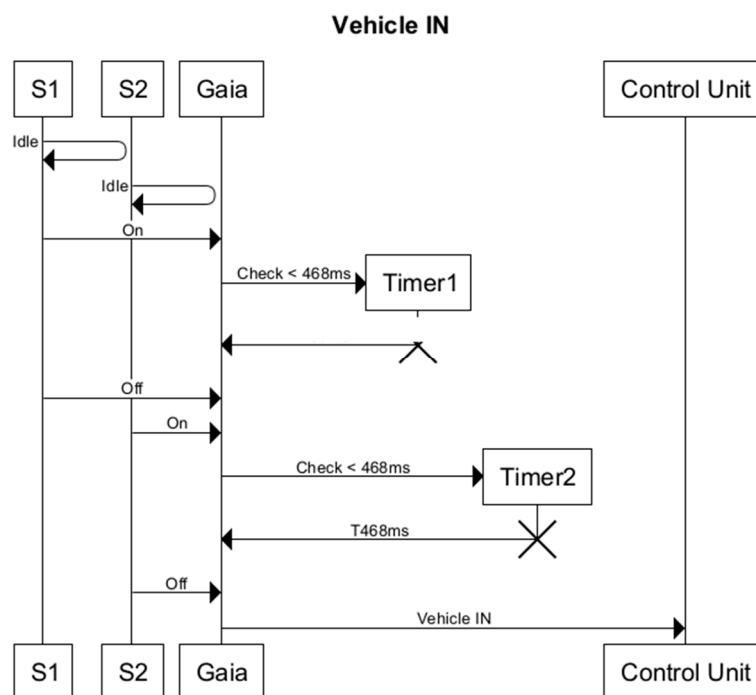 Vehicle IN
S1 S2 Gaia Control Unit
Idle
Idle
On
Check < 468ms Timer1
Off
On
Check < 468ms Timer2
T468ms
Off
Vehicle IN
S1 S2 Gaia Control Unit